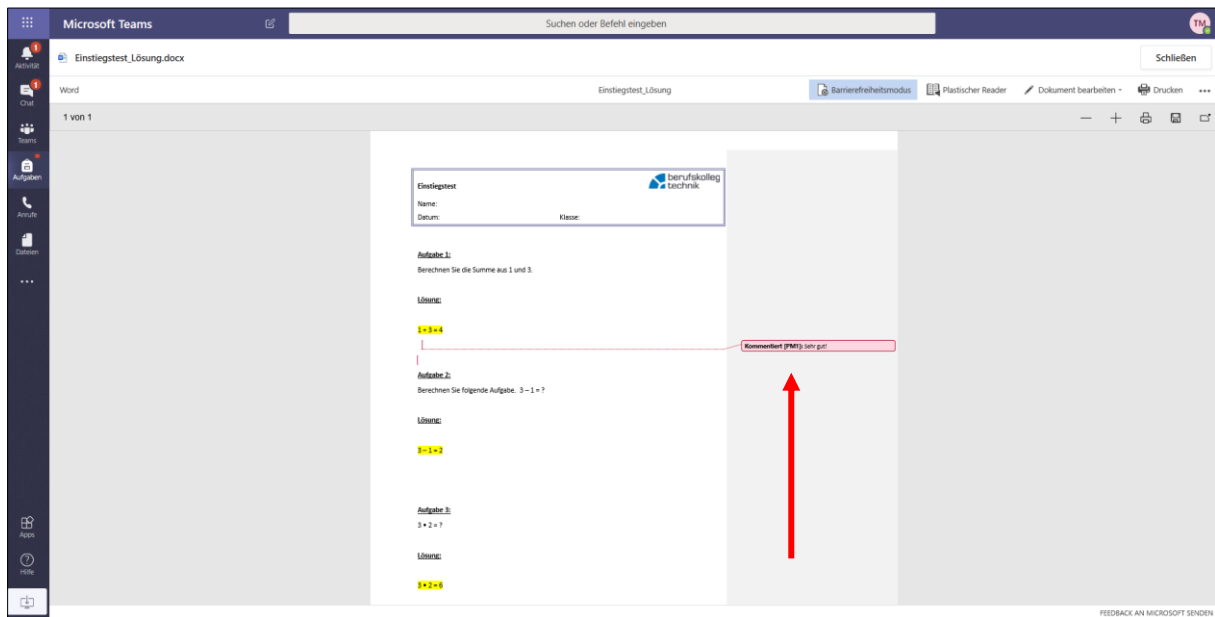 Microsoft Teams
Suchen oder Befehl eingeben
TM
1
Aktivität
Einstiegstest_Lösung.docx
Schließen
1
Chat
Word
Einstiegstest_Lösung
Barrierefreiheitsmodus
Plastischer Reader
Dokument bearbeiten
Drucken
1 von 1
Teams
Aufgaben
Anrufe
Dateien
berufskolleg
technik
Einstiegstest
Name:
Datum: Klasse:
Aufgabe 1:
Berechnen Sie die Summe aus 1 und 3.
Lösung:
1 + 3 = 4
Kommentiert [PM1]: Sehr gut!
Aufgabe 2:
Berechnen Sie folgende Aufgabe. 3 – 1 = ?
Lösung:
3 – 1 = 2
Aufgabe 3:
3 • 2 = ?
Lösung:
3 • 2 = 6
Apps
Hilfe
FEEDBACK AN MICROSOFT SENDEN